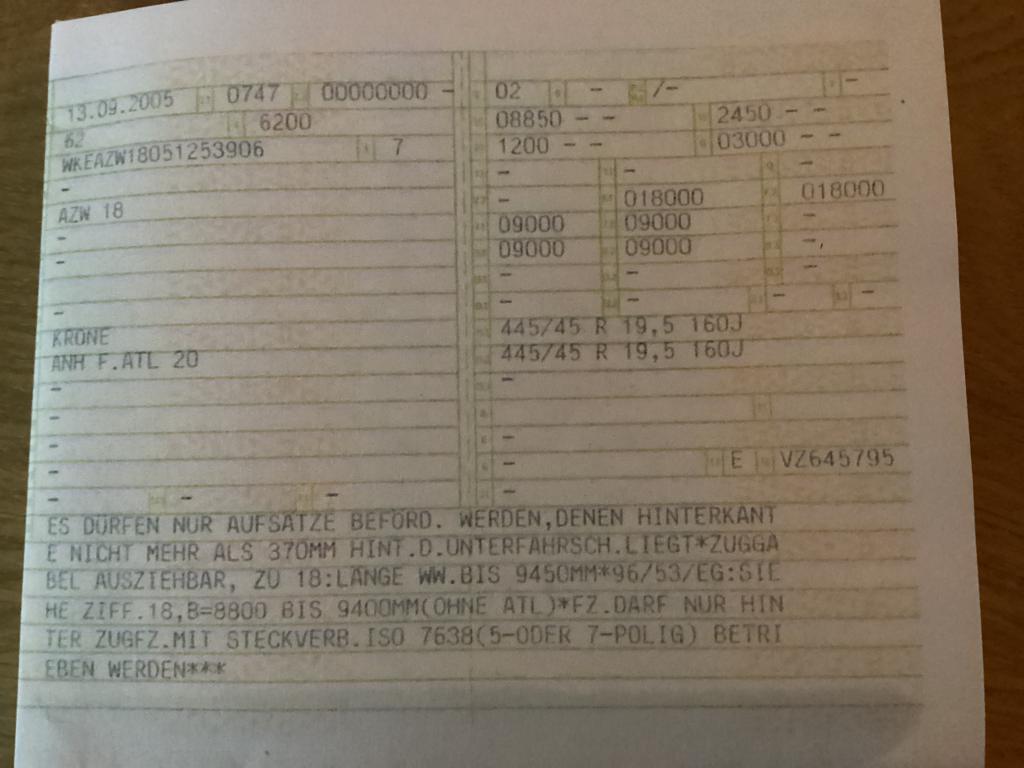 13.09.2005 0747 00000000 - 02 - /- -
62 6200 08850 - - 2450 - -
WKEAZW18051253906 7 1200 - - 03000 - -
- - - -
AZW 18 - 018000 018000
- 09000 09000 -
- 09000 09000 -
- - -
- - - - -
KRONE 445/45 R 19,5 160J
ANH F.ATL 20 445/45 R 19,5 160J
- -
-
- -
- - E VZ645795
- - - -
ES DÜRFEN NUR AUFSÄTZE BEFÖRD. WERDEN,DENEN HINTERKANT
E NICHT MEHR ALS 370MM HINT.D.UNTERFAHRSCH.LIEGT*ZUGGA
BEL AUSZIEHBAR, ZU 18:LÄNGE WW.BIS 9450MM*96/53/EG:SIE
HE ZIFF.18,B=8800 BIS 9400MM(OHNE ATL)*FZ.DARF NUR HIN
TER ZUGFZ.MIT STECKVERB.ISO 7638(5-ODER 7-POLIG) BETRI
EBEN WERDEN***